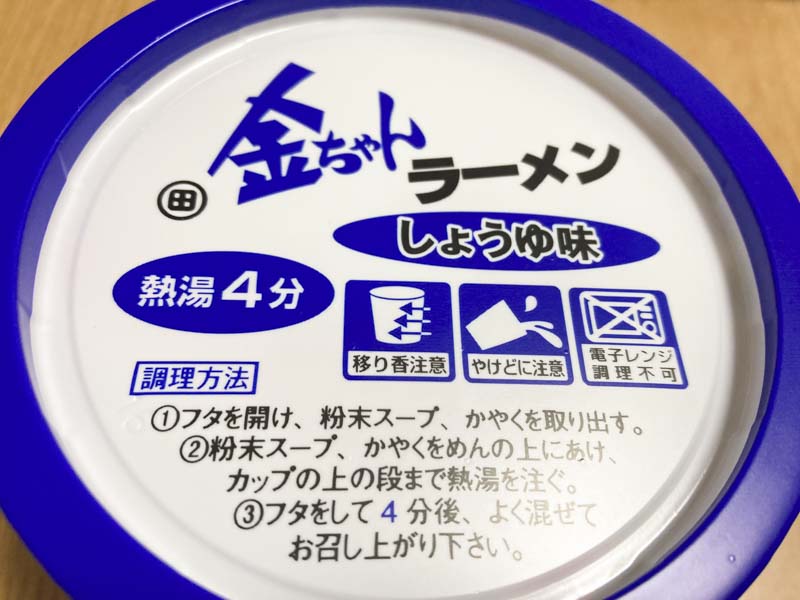 金ちゃん
ラーメン
田
しょうゆ味
熱湯4分
移り香注意
やけどに注意
電子レンジ
調理不可
調理方法
①フタを開け、粉末スープ、かやくを取り出す。
②粉末スープ、かやくをめんの上にあけ、
カップの上の段まで熱湯を注ぐ。
③フタをして4分後、よく混ぜて
お召し上がり下さい。